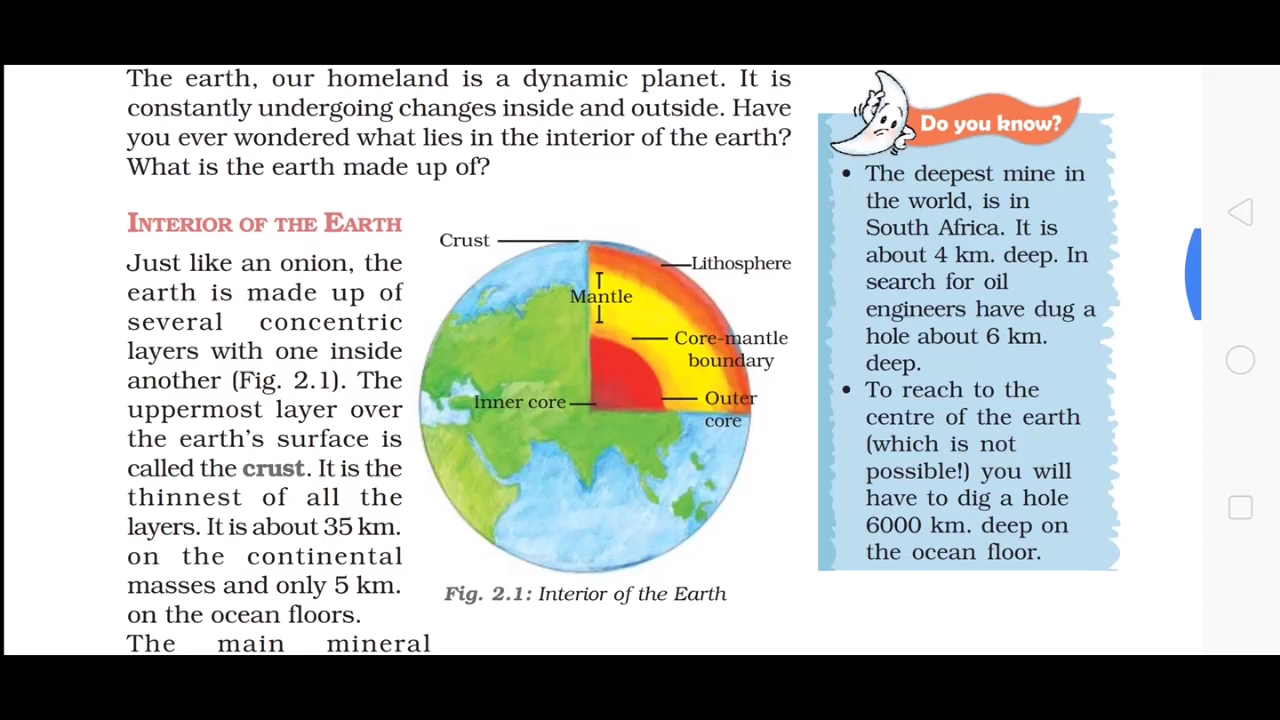 The earth, our homeland is a dynamic planet. It is
constantly undergoing changes inside and outside. Have
you ever wondered what lies in the interior of the earth?
What is the earth made up of?
INTERIOR OF THE EARTH
Just like an onion, the
earth is made up of
several concentric
layers with one inside
another (Fig. 2.1). The
uppermost layer over
the earth's surface is
called the crust. It is the
thinnest of all the
layers. It is about 35 km.
on the continental
masses and only 5 km.
on the ocean floors.
The main mineral
Crust
Lithosphere
Mantle
Core-mantle
boundary
Inner core
Outer
core
Fig. 2.1: Interior of the Earth
Do you know?
• The deepest mine in
the world, is in
South Africa. It is
about 4 km. deep. In
search for oil
engineers have dug a
hole about 6 km.
deep.
• To reach to the
centre of the earth
(which is not
possible!) you will
have to dig a hole
6000 km. deep on
the ocean floor.